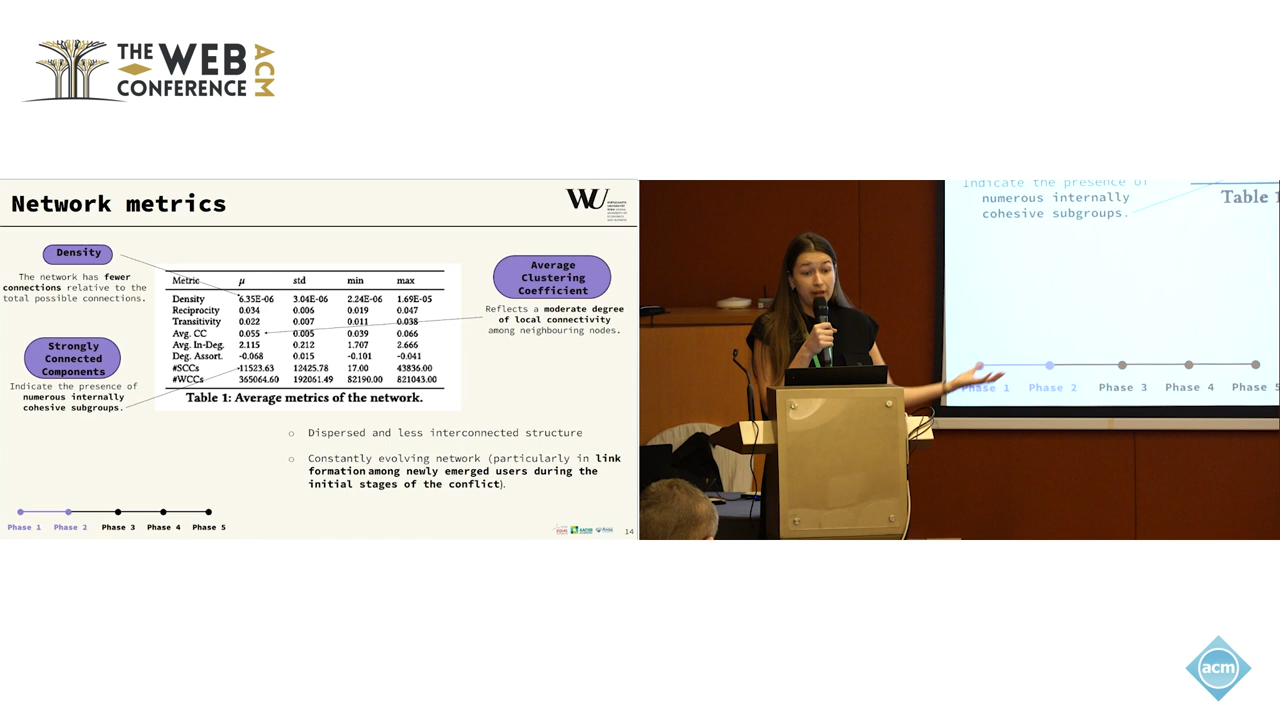 THE WEB
CONFERENCE
ACM
Network metrics
WU
Density
The network has fewer
connections relative to the
total possible connections.
Strongly
Connected
Components
Indicate the presence of
numerous internally
cohesive subgroups.
Metric μ std min max
Density 6.35E-06 3.04E-06 2.24E-06 1.69E-05
Reciprocity 0.034 0.006 0.019 0.047
Transitivity 0.022 0.007 0.011 0.038
Avg. CC 0.055 0.005 0.039 0.066
Avg. In-Deg. 2.115 0.212 1.707 2.666
Deg. Assort. -0.068 0.015 -0.101 -0.041
#SCCs 11523.63 12425.78 17.00 43836.00
#WCCs 365064.60 192061.49 82190.00 821043.00
Table 1: Average metrics of the network.
Average
Clustering
Coefficient
Reflects a moderate degree
of local connectivity
among neighbouring nodes.
○ Dispersed and less interconnected structure
○ Constantly evolving network (particularly in link
formation among newly emerged users during the
initial stages of the conflict).
Phase 1 Phase 2 Phase 3 Phase 4 Phase 5
14
Indicate the presence of
numerous internally
cohesive subgroups.
Table 1
Phase 1 Phase 2 Phase 3 Phase 4 Phase 5
acm